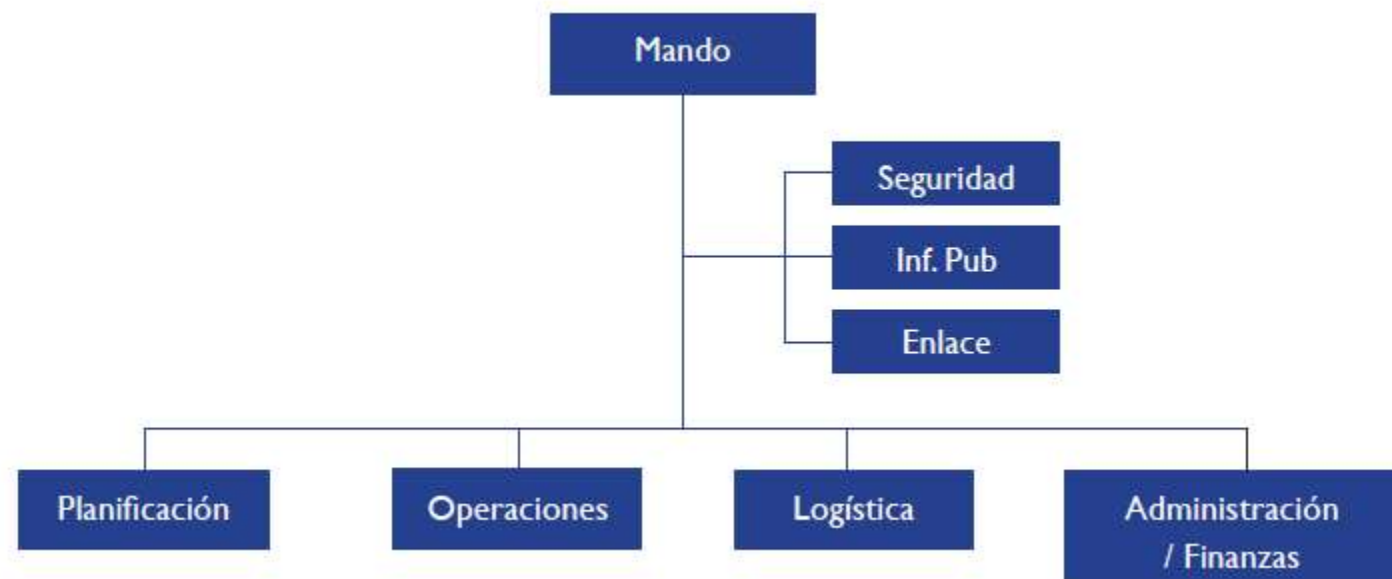 Mando
Seguridad
Inf. Pub
Enlace
Planificación
Operaciones
Logística
Administración
/ Finanzas